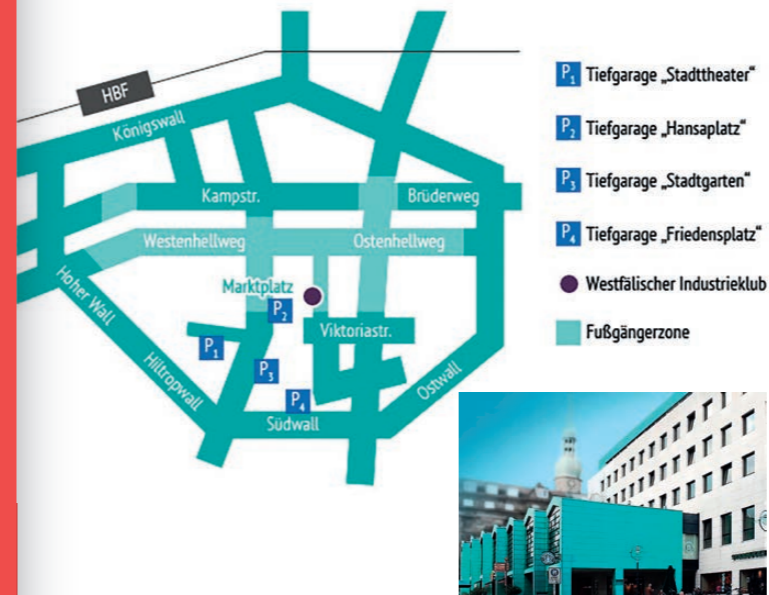 HBF
Königswall
Kampstr.
Brüderweg
Westenhellweg
Ostenhellweg
Hoher Wall
Marktplatz
P2
Viktoriastr.
P1
P3
Hiltropwall
P4
Ostwall
Südwall
P1 Tiefgarage „Stadttheater“
P2 Tiefgarage „Hansaplatz“
P3 Tiefgarage „Stadtgarten“
P4 Tiefgarage „Friedensplatz“
Westfälischer Industrieklub
Fußgängerzone